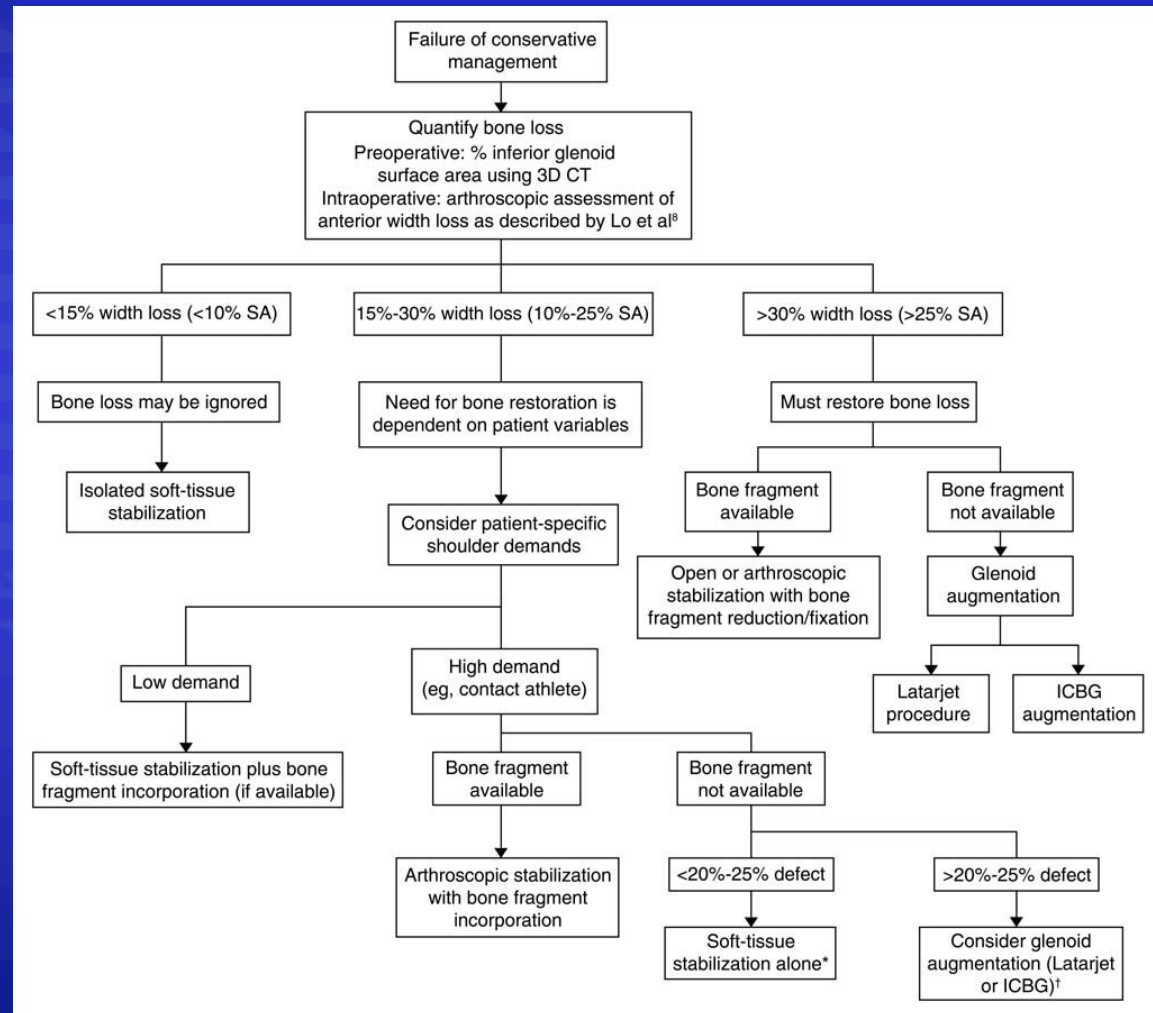 Failure of conservative
management
Quantify bone loss
Preoperative: % inferior glenoid
surface area using 3D CT
Intraoperative: arthroscopic assessment of
anterior width loss as described by Lo et al⁸
<15% width loss (<10% SA)
15%-30% width loss (10%-25% SA)
>30% width loss (>25% SA)
Bone loss may be ignored
Need for bone restoration is
dependent on patient variables
Must restore bone loss
Isolated soft-tissue
stabilization
Consider patient-specific
shoulder demands
Bone fragment
available
Bone fragment
not available
Open or arthroscopic
stabilization with bone
fragment reduction/fixation
Glenoid
augmentation
Low demand
High demand
(eg, contact athlete)
Latarjet
procedure
ICBG
augmentation
Soft-tissue stabilization plus bone
fragment incorporation (if available)
Bone fragment
available
Bone fragment
not available
Arthroscopic stabilization
with bone fragment
incorporation
<20%-25% defect
>20%-25% defect
Soft-tissue
stabilization alone*
Consider glenoid
augmentation (Latarjet
or ICBG)†